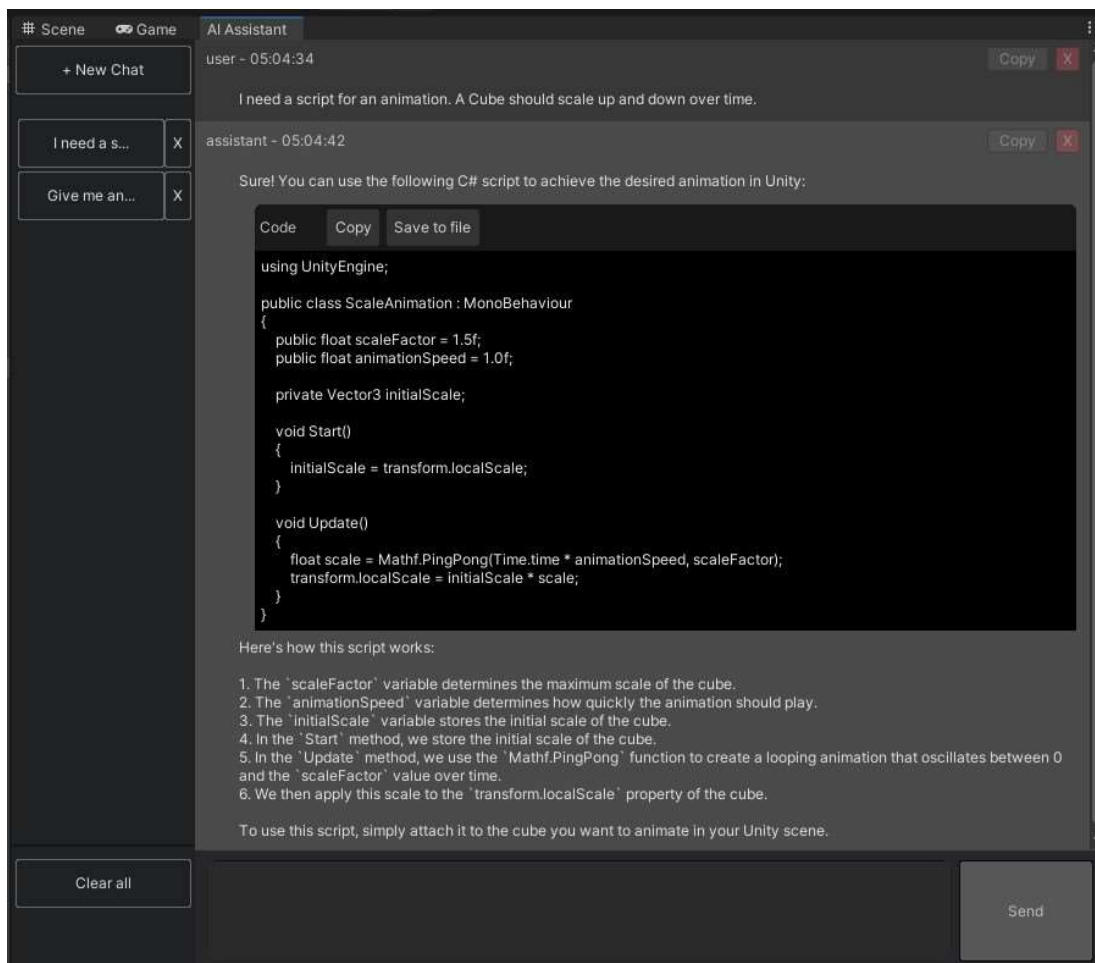 Scene Game AI Assistant
+ New Chat
I need a s... X
Give me an... X
Clear all
user - 05:04:34 Copy X
I need a script for an animation. A Cube should scale up and down over time.
assistant - 05:04:42 Copy X
Sure! You can use the following C# script to achieve the desired animation in Unity:
Code Copy Save to file
using UnityEngine;
public class ScaleAnimation : MonoBehaviour
{
public float scaleFactor = 1.5f;
public float animationSpeed = 1.0f;
private Vector3 initialScale;
void Start()
{
initialScale = transform.localScale;
}
void Update()
{
float scale = Mathf.PingPong(Time.time * animationSpeed, scaleFactor);
transform.localScale = initialScale * scale;
}
}
Here's how this script works:
1. The `scaleFactor` variable determines the maximum scale of the cube.
2. The `animationSpeed` variable determines how quickly the animation should play.
3. The `initialScale` variable stores the initial scale of the cube.
4. In the `Start` method, we store the initial scale of the cube.
5. In the `Update` method, we use the `Mathf.PingPong` function to create a looping animation that oscillates between 0
and the `scaleFactor` value over time.
6. We then apply this scale to the `transform.localScale` property of the cube.
To use this script, simply attach it to the cube you want to animate in your Unity scene.
Send